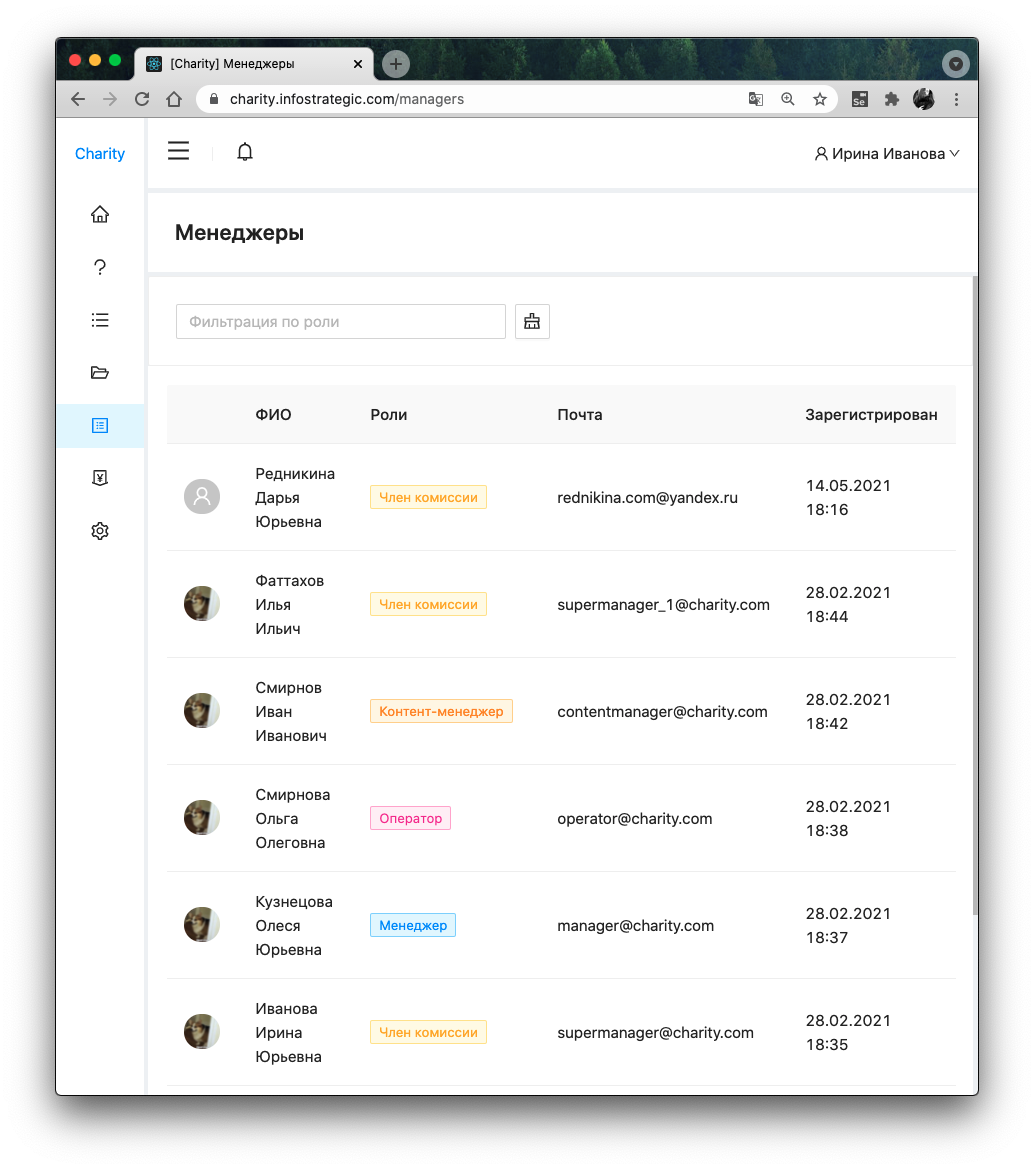 [Charity] Менеджеры
charity.infostrategic.com/managers
Se
Charity
Ирина Иванова
Менеджеры
Фильтрация по роли
ФИО Роли Почта Зарегистрирован
Редникина
Дарья
Юрьевна
Член комиссии
rednikina.com@yandex.ru
14.05.2021
18:16
Фаттахов
Илья
Ильич
Член комиссии
supermanager_1@charity.com
28.02.2021
18:44
Смирнов
Иван
Иванович
Контент-менеджер
contentmanager@charity.com
28.02.2021
18:42
Смирнова
Ольга
Олеговна
Оператор
operator@charity.com
28.02.2021
18:38
Кузнецова
Олеся
Юрьевна
Менеджер
manager@charity.com
28.02.2021
18:37
Иванова
Ирина
Юрьевна
Член комиссии
supermanager@charity.com
28.02.2021
18:35